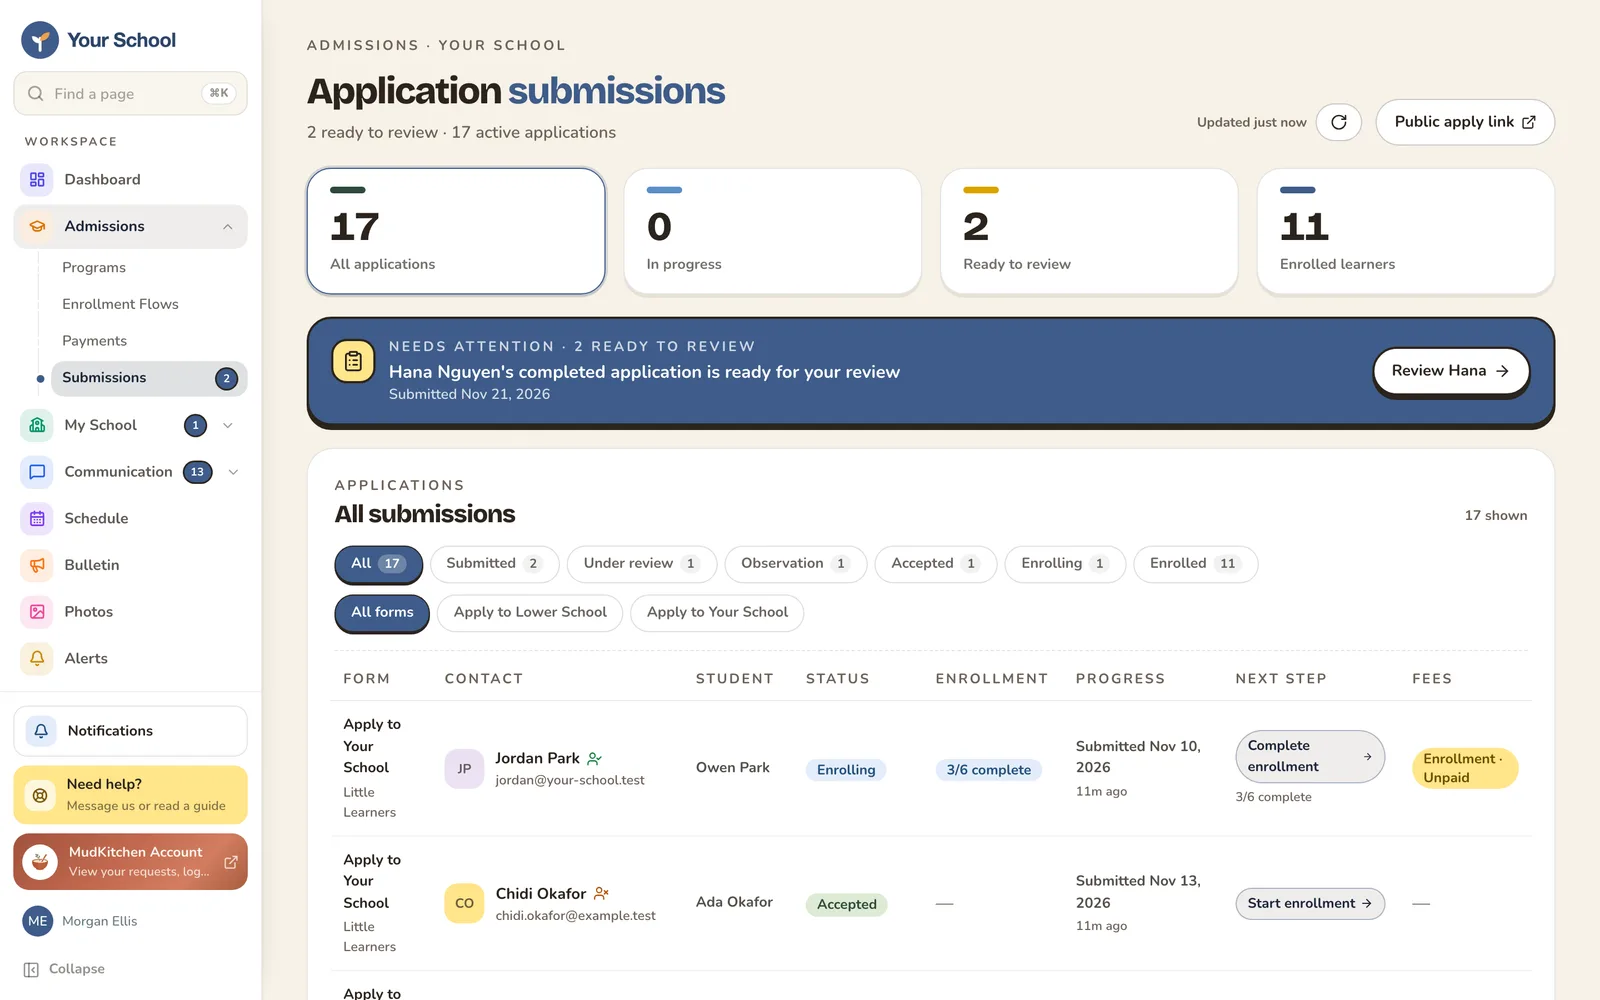 Your School
Find a page
⌘K
WORKSPACE
Dashboard
Admissions
Programs
Enrollment Flows
Payments
Submissions 2
My School 1
Communication 13
Schedule
Bulletin
Photos
Alerts
Notifications
Need help?
Message us or read a guide
MudKitchen Account
View your requests, log...
ME Morgan Ellis
Collapse
ADMISSIONS · YOUR SCHOOL
Application submissions
2 ready to review · 17 active applications
Updated just now
Public apply link
17
All applications
0
In progress
2
Ready to review
11
Enrolled learners
NEEDS ATTENTION · 2 READY TO REVIEW
Hana Nguyen's completed application is ready for your review
Submitted Nov 21, 2026
Review Hana →
APPLICATIONS
All submissions
17 shown
All 17
Submitted 2
Under review 1
Observation 1
Accepted 1
Enrolling 1
Enrolled 11
All forms
Apply to Lower School
Apply to Your School
FORM CONTACT STUDENT STATUS ENROLLMENT PROGRESS NEXT STEP FEES
Apply to
Your
School
Little
Learners
JP
Jordan Park
jordan@your-school.test
Owen Park
Enrolling
3/6 complete
Submitted Nov 10,
2026
11m ago
Complete
enrollment →
3/6 complete
Enrollment ·
Unpaid
Apply to
Your
School
Little
Learners
CO
Chidi Okafor
chidi.okafor@example.test
Ada Okafor
Accepted
—
Submitted Nov 13,
2026
11m ago
Start enrollment →
—
Apply to